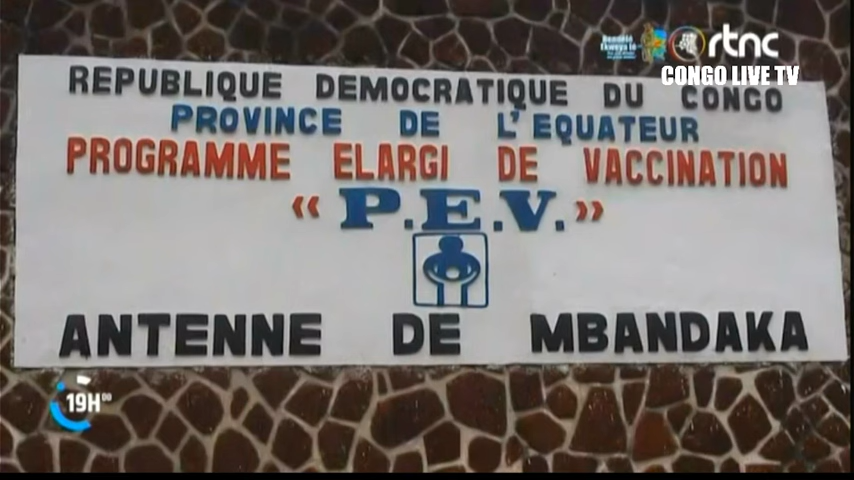 rtnc
CONGO LIVE TV
REPUBLIQUE DEMOCRATIQUE DU CONGO
PROVINCE DE L'EQUATEUR
PROGRAMME ELARGI DE VACCINATION
« P.E.V. »
ANTENNE DE MBANDAKA
19H00